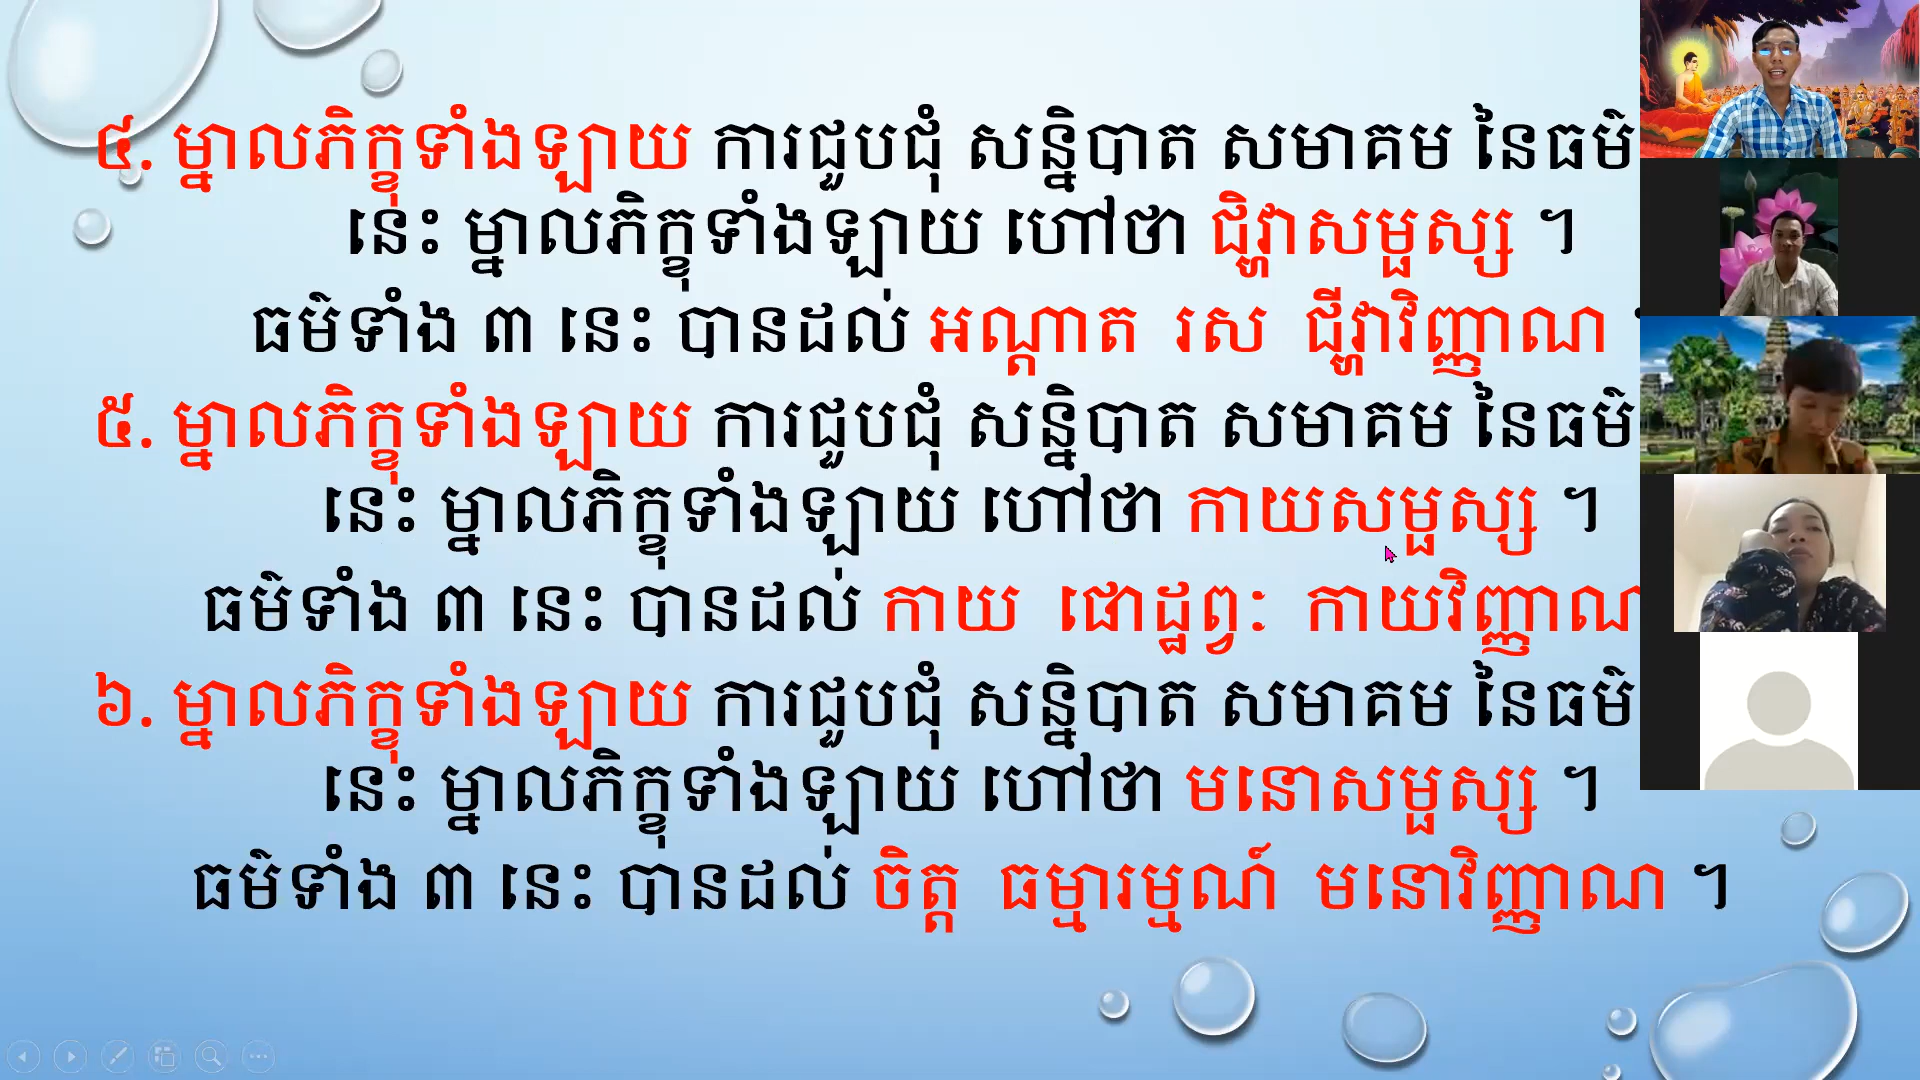 ៤. ម្នាលភិក្ខុទាំងឡាយ ការជួបជុំ សន្និបាត សមាគម នៃធម៌
នេះ ម្នាលភិក្ខុទាំងឡាយ ហៅថា ជិវ្ហាសម្ផស្ស ។
ធម៌ទាំង ៣ នេះ បានដល់ អណ្ដាត រស ជីវ្ហាវិញ្ញាណ
៥. ម្នាលភិក្ខុទាំងឡាយ ការជួបជុំ សន្និបាត សមាគម នៃធម៌
នេះ ម្នាលភិក្ខុទាំងឡាយ ហៅថា កាយសម្ផស្ស ។
ធម៌ទាំង ៣ នេះ បានដល់ កាយ ផោដ្ឋព្វៈ កាយវិញ្ញាណ
៦. ម្នាលភិក្ខុទាំងឡាយ ការជួបជុំ សន្និបាត សមាគម នៃធម៌
នេះ ម្នាលភិក្ខុទាំងឡាយ ហៅថា មនោសម្ផស្ស ។
ធម៌ទាំង ៣ នេះ បានដល់ ចិត្ត ធម្មារម្មណ៍ មនោវិញ្ញាណ ។